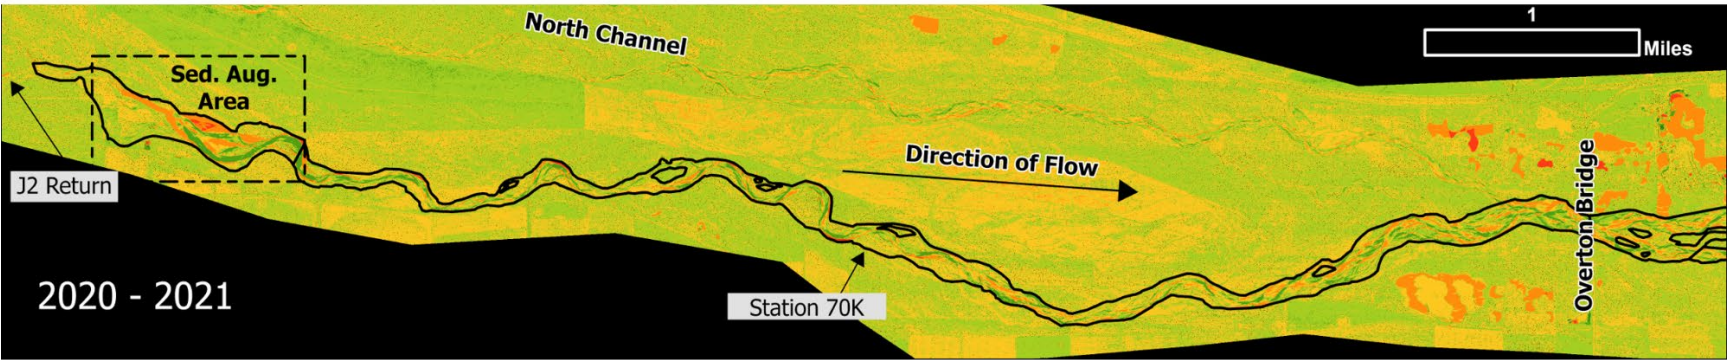 North Channel
1
Miles
Sed. Aug.
Area
Direction of Flow
J2 Return
Overton Bridge
Station 70K
2020 - 2021